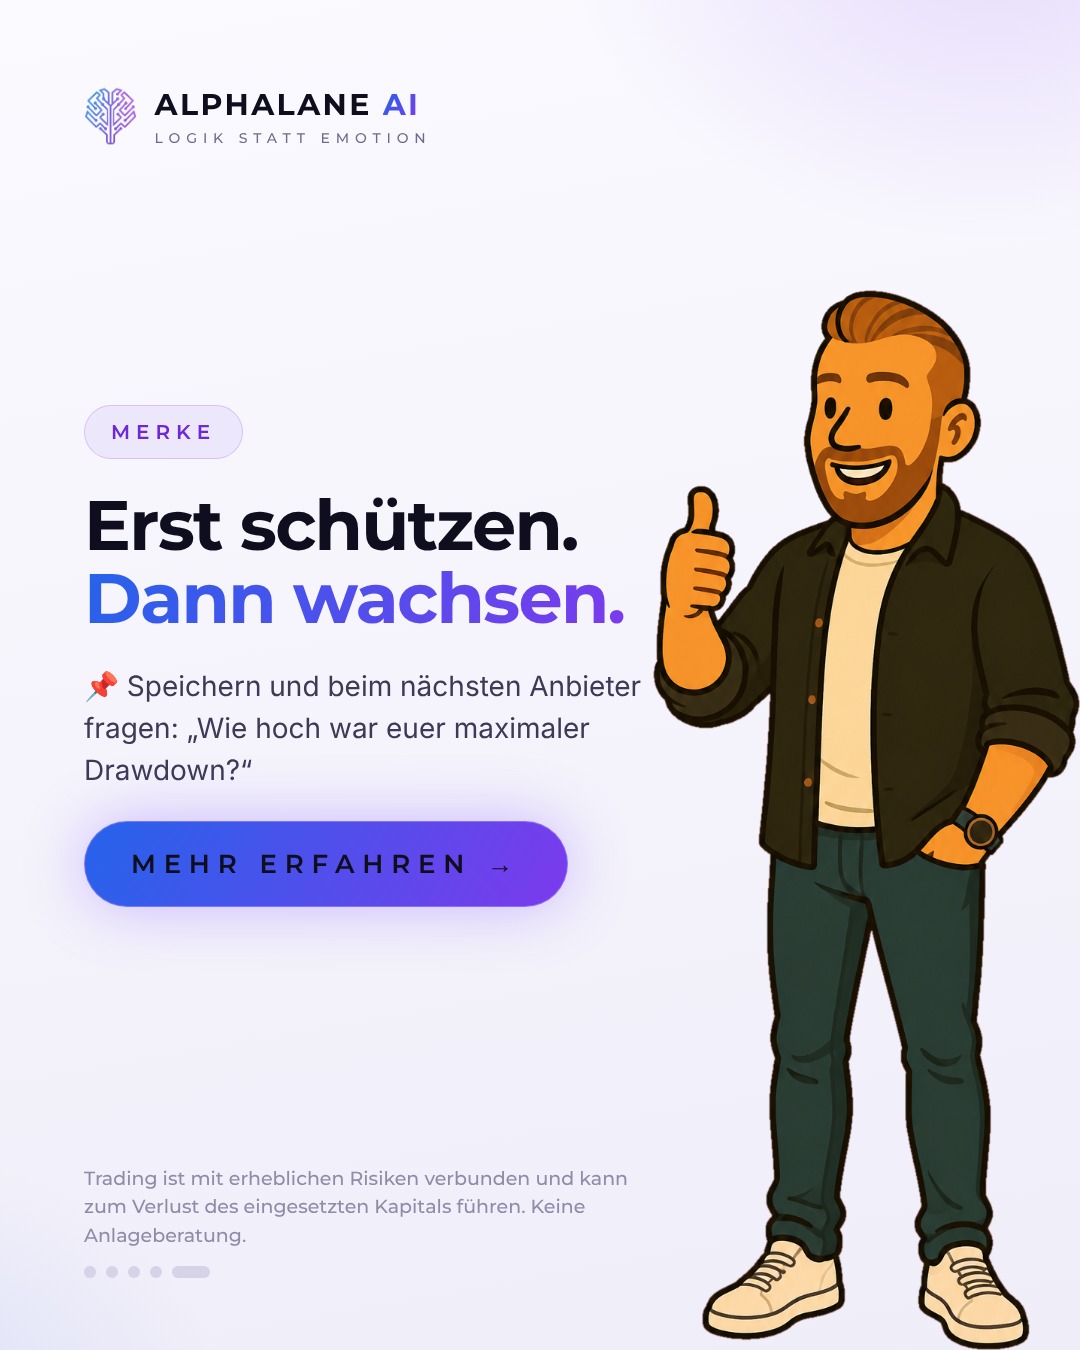 ALPHALANE AI
LOGIK STATT EMOTION
MERKE
Erst schützen.
Dann wachsen.
📌 Speichern und beim nächsten Anbieter
fragen: „Wie hoch war euer maximaler
Drawdown?“
MEHR ERFAHREN →
Trading ist mit erheblichen Risiken verbunden und kann
zum Verlust des eingesetzten Kapitals führen. Keine
Anlageberatung.